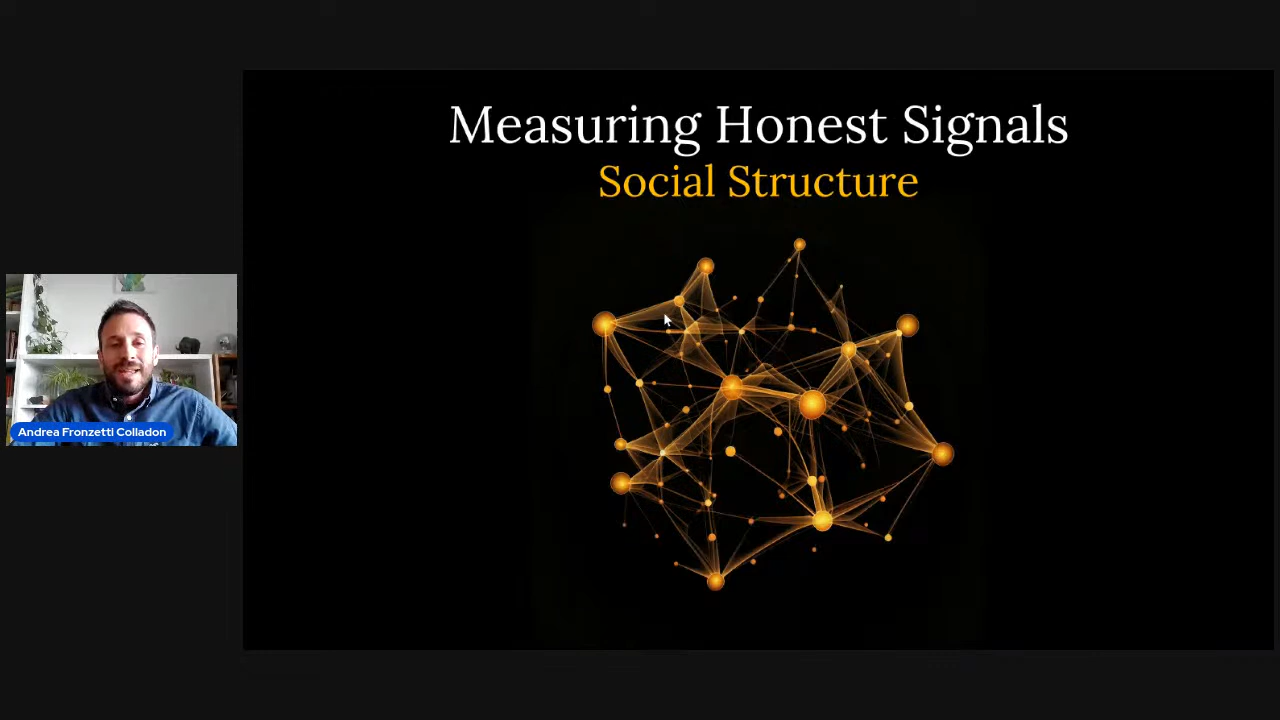 Measuring Honest Signals
Social Structure
Andrea Fronzetti Colladon